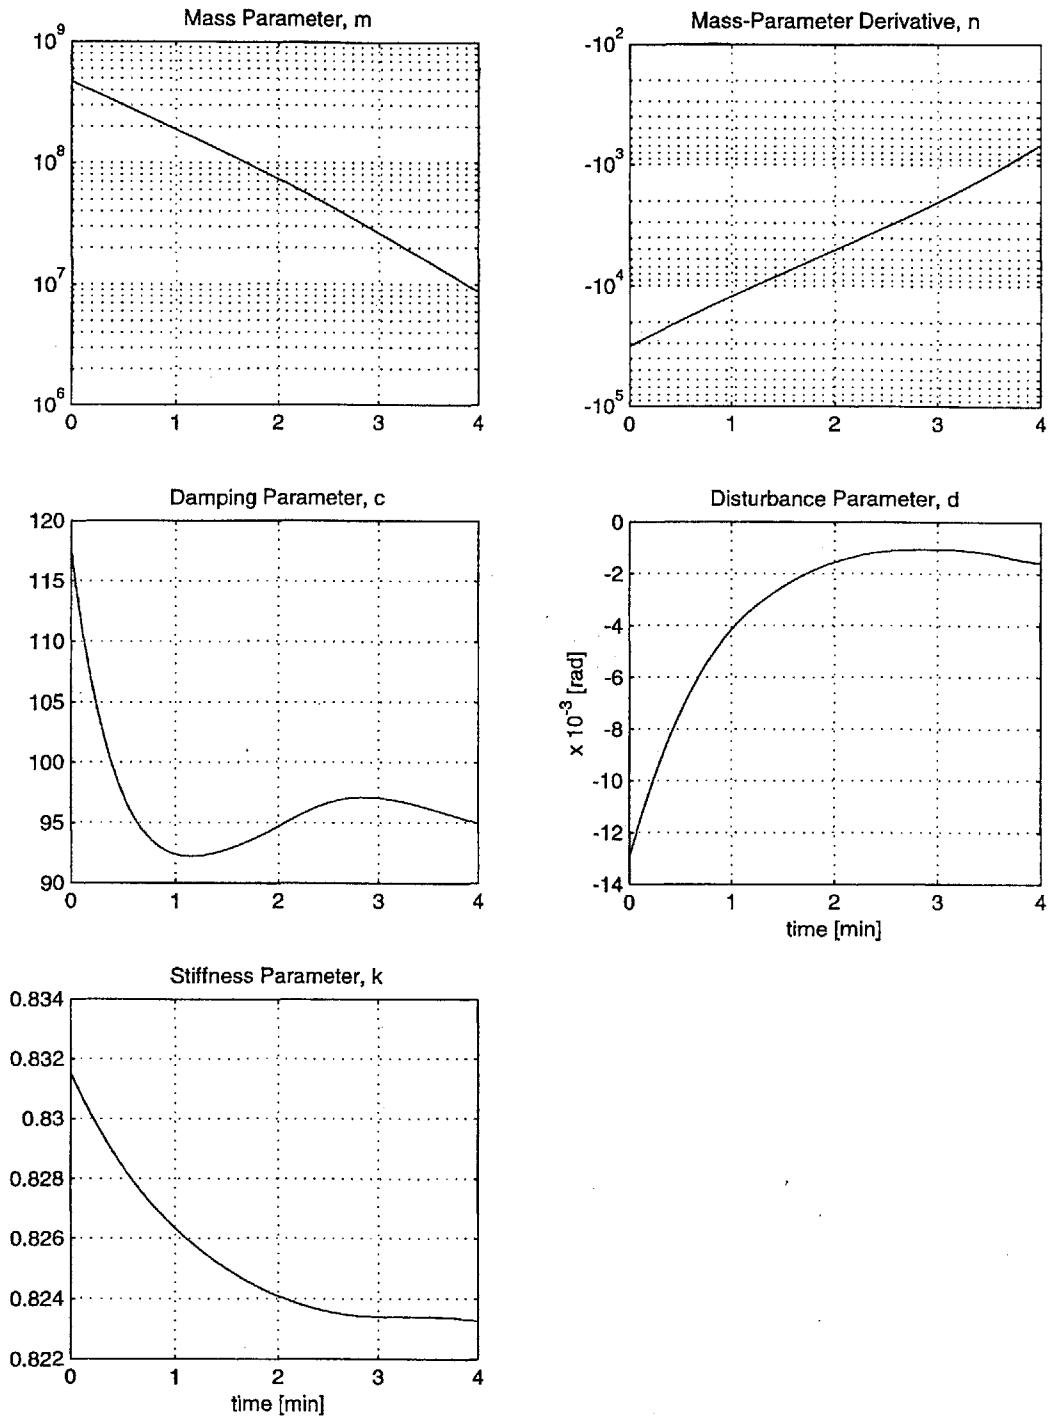 Mass Parameter, m
10^9
10^8
10^7
10^6
0 1 2 3 4
Mass-Parameter Derivative, n
-10^2
-10^3
-10^4
-10^5
0 1 2 3 4
Damping Parameter, c
120
115
110
105
100
95
90
0 1 2 3 4
Disturbance Parameter, d
x 10^-3 [rad]
0
-2
-4
-6
-8
-10
-12
-14
0 1 2 3 4
time [min]
Stiffness Parameter, k
0.834
0.832
0.83
0.828
0.826
0.824
0.822
0 1 2 3 4
time [min]